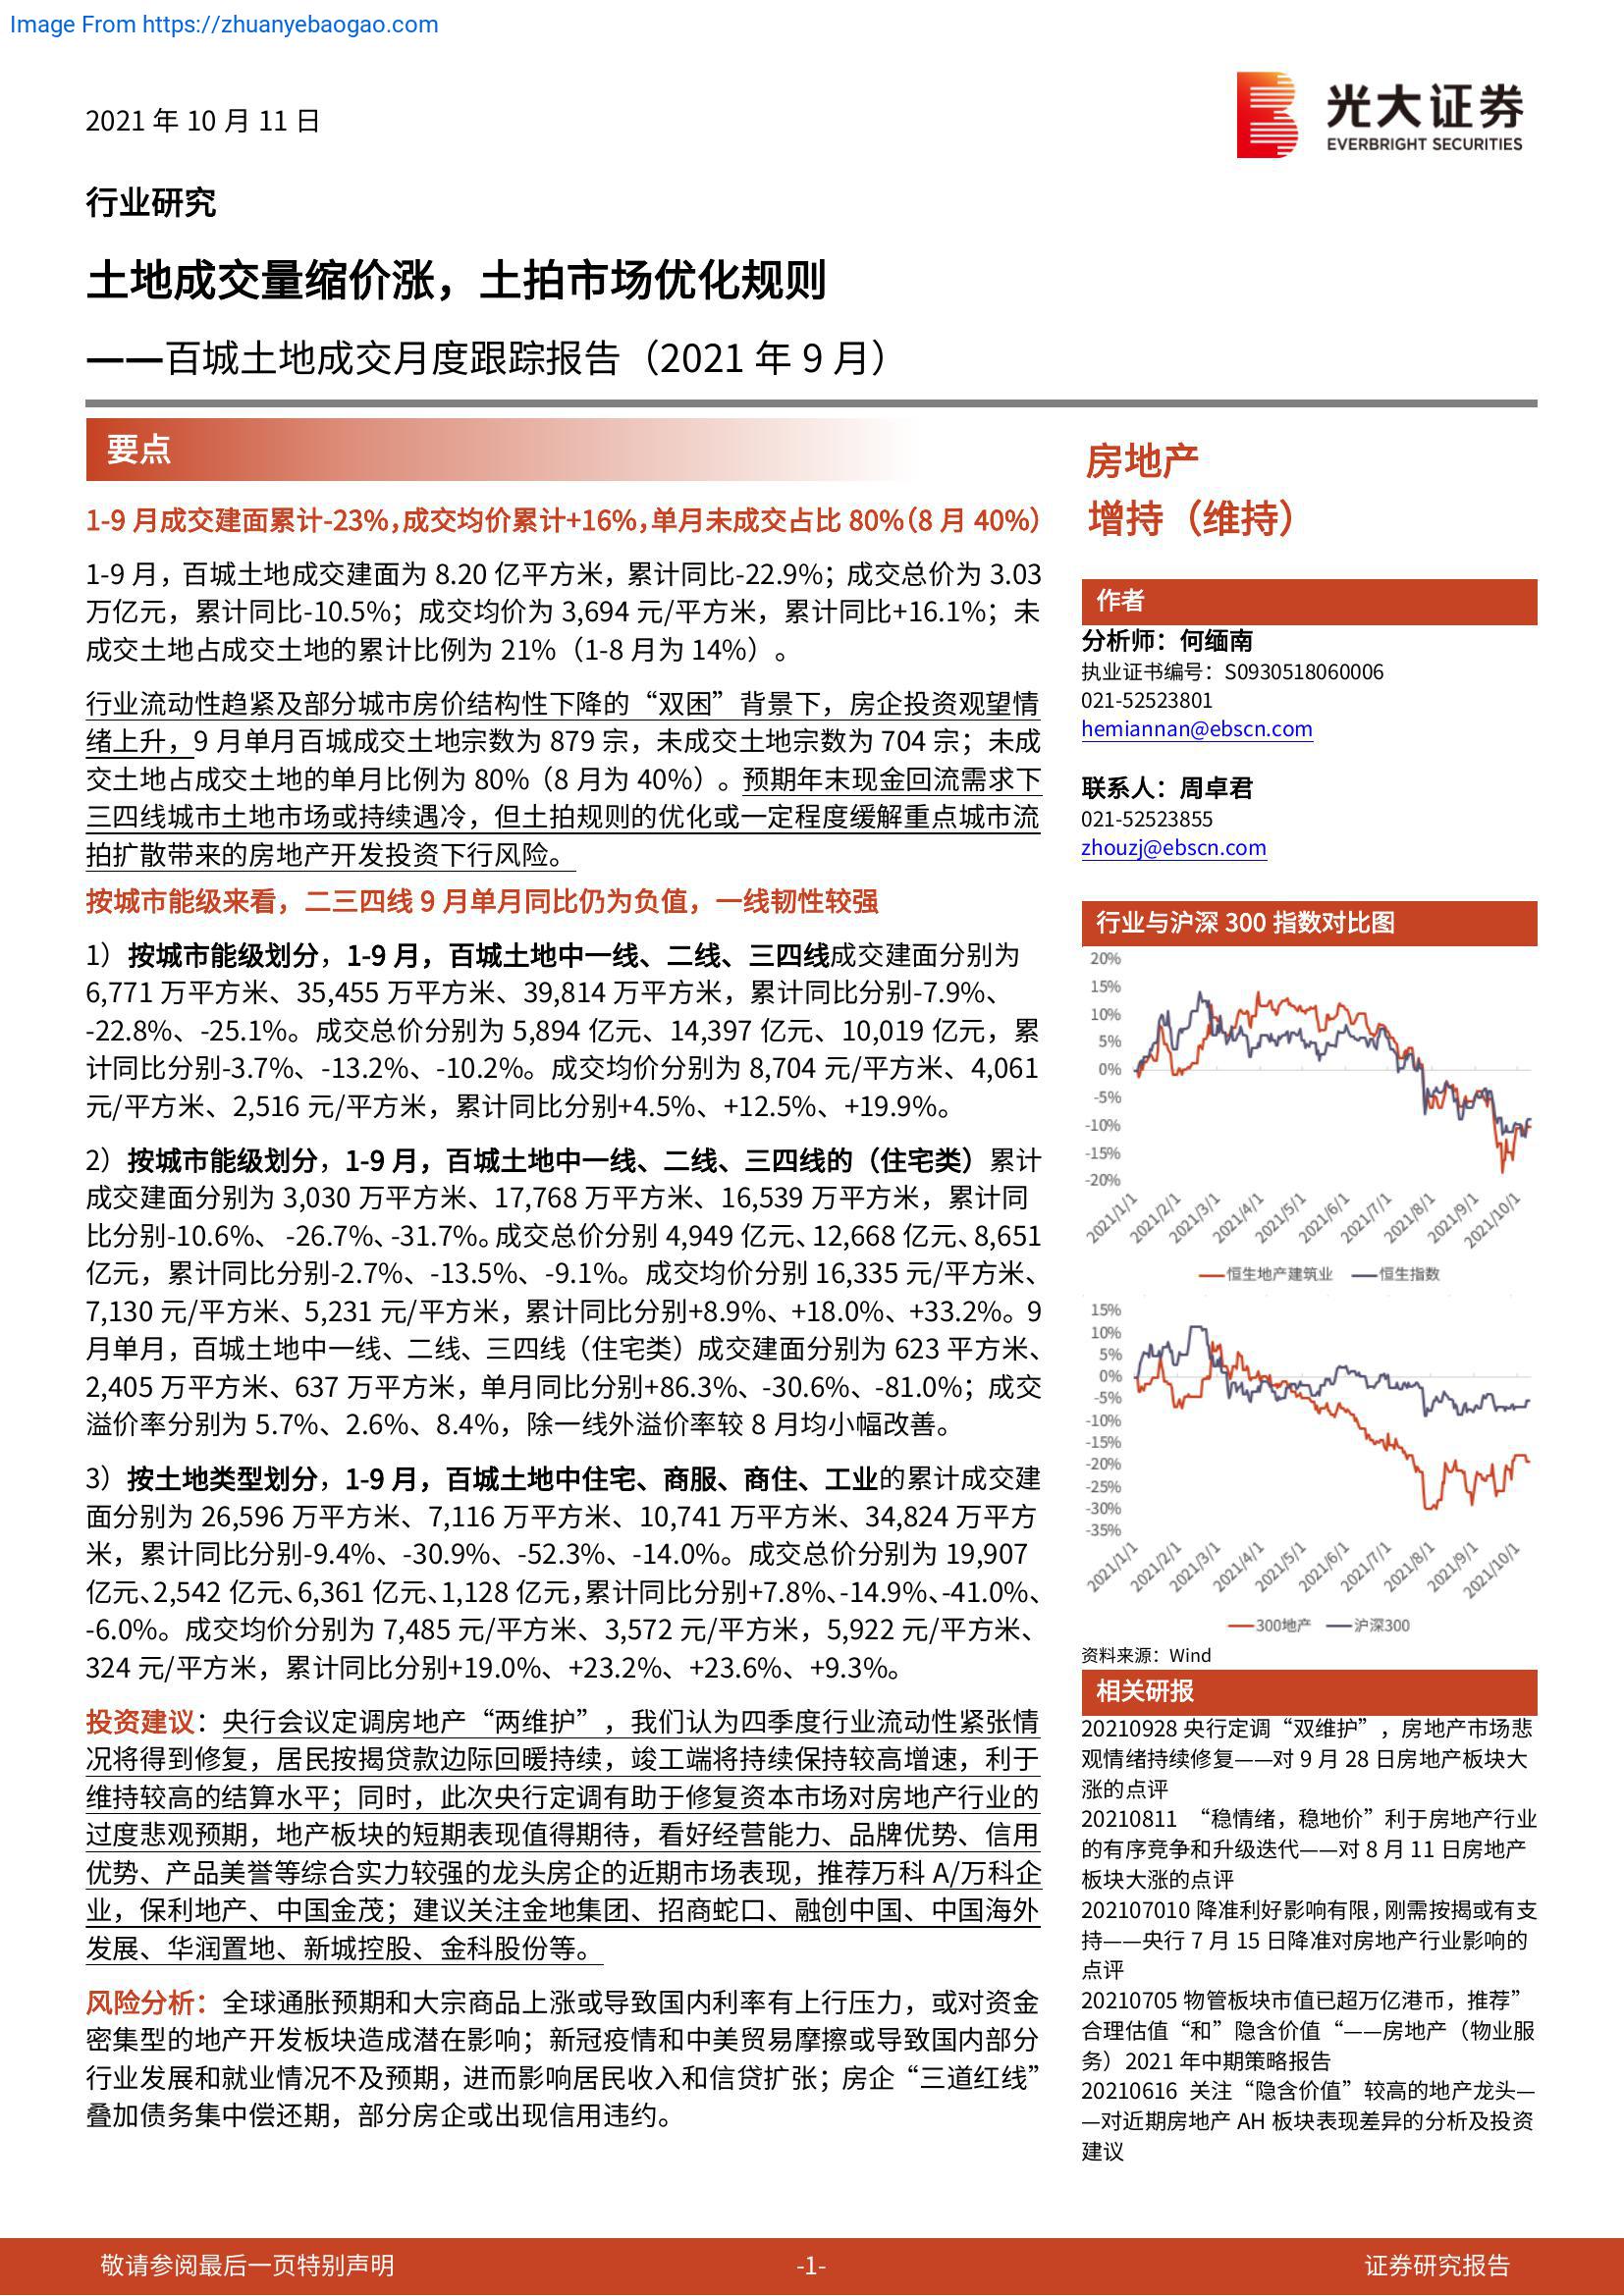 Image From https://zhuanyebaogao.com
2021 年 10 月 11 日
光大证券
EVERBRIGHT SECURITIES
行业研究
土地成交量缩价涨，土拍市场优化规则
——百城土地成交月度跟踪报告（2021 年 9 月）
要点
1-9 月成交建面累计-23%，成交均价累计+16%，单月未成交占比 80%（8 月 40%）
1-9 月，百城土地成交建面为 8.20 亿平方米，累计同比-22.9%；成交总价为 3.03
万亿元，累计同比-10.5%；成交均价为 3,694 元/平方米，累计同比+16.1%；未
成交土地占成交土地的累计比例为 21%（1-8 月为 14%）。
行业流动性趋紧及部分城市房价结构性下降的“双困”背景下，房企投资观望情
绪上升，9 月单月百城成交土地宗数为 879 宗，未成交土地宗数为 704 宗；未成
交土地占成交土地的单月比例为 80%（8 月为 40%）。预期年末现金回流需求下
三四线城市土地市场或持续遇冷，但土拍规则的优化或一定程度缓解重点城市流
拍扩散带来的房地产开发投资下行风险。
按城市能级来看，二三四线 9 月单月同比仍为负值，一线韧性较强
1）按城市能级划分，1-9 月，百城土地中一线、二线、三四线成交建面分别为
6,771 万平方米、35,455 万平方米、39,814 万平方米，累计同比分别-7.9%、
-22.8%、-25.1%。成交总价分别为 5,894 亿元、14,397 亿元、10,019 亿元，累
计同比分别-3.7%、-13.2%、-10.2%。成交均价分别为 8,704 元/平方米、4,061
元/平方米、2,516 元/平方米，累计同比分别+4.5%、+12.5%、+19.9%。
2）按城市能级划分，1-9 月，百城土地中一线、二线、三四线的（住宅类）累计
成交建面分别为 3,030 万平方米、17,768 万平方米、16,539 万平方米，累计同
比分别-10.6%、 -26.7%、-31.7%。成交总价分别 4,949 亿元、12,668 亿元、8,651
亿元，累计同比分别-2.7%、-13.5%、-9.1%。成交均价分别 16,335 元/平方米、
7,130 元/平方米、5,231 元/平方米，累计同比分别+8.9%、+18.0%、+33.2%。9
月单月，百城土地中一线、二线、三四线（住宅类）成交建面分别为 623 平方米、
2,405 万平方米、637 万平方米，单月同比分别+86.3%、-30.6%、-81.0%；成交
溢价率分别为 5.7%、2.6%、8.4%，除一线外溢价率较 8 月均小幅改善。
3）按土地类型划分，1-9 月，百城土地中住宅、商服、商住、工业的累计成交建
面分别为 26,596 万平方米、7,116 万平方米、10,741 万平方米、34,824 万平方
米，累计同比分别-9.4%、-30.9%、-52.3%、-14.0%。成交总价分别为 19,907
亿元、2,542 亿元、6,361 亿元、1,128 亿元，累计同比分别+7.8%、-14.9%、-41.0%、
-6.0%。成交均价分别为 7,485 元/平方米、3,572 元/平方米，5,922 元/平方米、
324 元/平方米，累计同比分别+19.0%、+23.2%、+23.6%、+9.3%。
投资建议：央行会议定调房地产“两维护”，我们认为四季度行业流动性紧张情
况将得到修复，居民按揭贷款边际回暖持续，竣工端将持续保持较高增速，利于
维持较高的结算水平；同时，此次央行定调有助于修复资本市场对房地产行业的
过度悲观预期，地产板块的短期表现值得期待，看好经营能力、品牌优势、信用
优势、产品美誉等综合实力较强的龙头房企的近期市场表现，推荐万科 A/万科企
业，保利地产、中国金茂；建议关注金地集团、招商蛇口、融创中国、中国海外
发展、华润置地、新城控股、金科股份等。
风险分析：全球通胀预期和大宗商品上涨或导致国内利率有上行压力，或对资金
密集型的地产开发板块造成潜在影响；新冠疫情和中美贸易摩擦或导致国内部分
行业发展和就业情况不及预期，进而影响居民收入和信贷扩张；房企“三道红线”
叠加债务集中偿还期，部分房企或出现信用违约。
房地产
增持（维持）
作者
分析师：何缅南
执业证书编号：S0930518060006
021-52523801
hemiannan@ebscn.com
联系人：周卓君
021-52523855
zhouzj@ebscn.com
行业与沪深 300 指数对比图
20%
15%
10%
5%
0%
-5%
-10%
-15%
-20%
2021/1/1 2021/2/1 2021/3/1 2021/4/1 2021/5/1 2021/6/1 2021/7/1 2021/8/1 2021/9/1 2021/10/1
恒生地产建筑业 恒生指数
15%
10%
5%
0%
-5%
-10%
-15%
-20%
-25%
-30%
-35%
2021/1/1 2021/2/1 2021/3/1 2021/4/1 2021/5/1 2021/6/1 2021/7/1 2021/8/1 2021/9/1 2021/10/1
300地产 沪深300
资料来源：Wind
相关研报
20210928 央行定调“双维护”，房地产市场悲
观情绪持续修复——对 9 月 28 日房地产板块大
涨的点评
20210811 “稳情绪，稳地价”利于房地产行业
的有序竞争和升级迭代——对 8 月 11 日房地产
板块大涨的点评
202107010 降准利好影响有限，刚需按揭或有支
持——央行 7 月 15 日降准对房地产行业影响的
点评
20210705 物管板块市值已超万亿港币，推荐”
合理估值“和”隐含价值“——房地产（物业服
务）2021 年中期策略报告
20210616 关注“隐含价值”较高的地产龙头—
—对近期房地产 AH 板块表现差异的分析及投资
建议
敬请参阅最后一页特别声明
-1-
证券研究报告